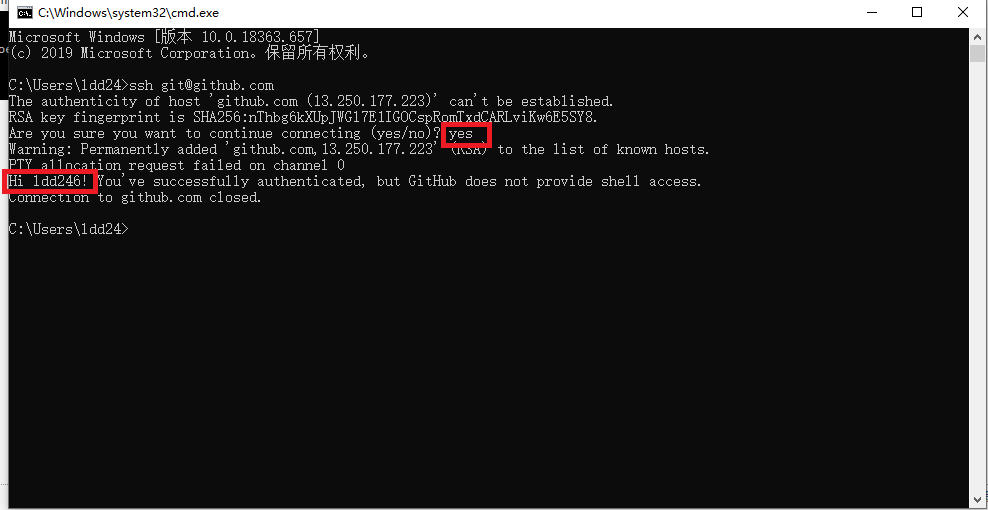 C:\Windows\system32\cmd.exe
Microsoft Windows [版本 10.0.18363.657]
(c) 2019 Microsoft Corporation。保留所有权利。
C:\Users\ldd24>ssh git@github.com
The authenticity of host 'github.com (13.250.177.223)' can't be established.
RSA key fingerprint is SHA256:nThbg6kXUpJWGl7E1IGOCspRomTxdCARLviKw6E5SY8.
Are you sure you want to continue connecting (yes/no)? yes
Warning: Permanently added 'github.com,13.250.177.223' (RSA) to the list of known hosts.
PTY allocation request failed on channel 0
Hi ldd246! You've successfully authenticated, but GitHub does not provide shell access.
Connection to github.com closed.
C:\Users\ldd24>